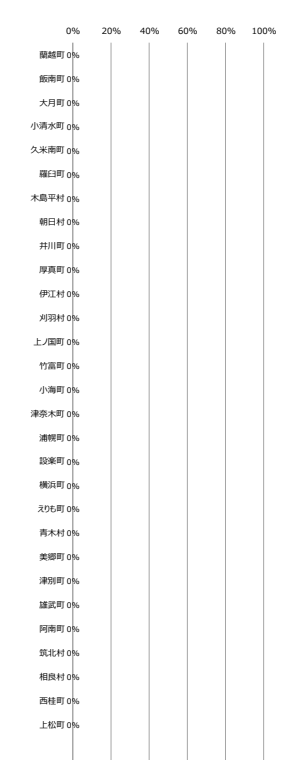 0% 20% 40% 60% 80% 100%
蘭越町 0%
飯南町 0%
大月町 0%
小清水町 0%
久米南町 0%
羅臼町 0%
木島平村 0%
朝日村 0%
井川町 0%
厚真町 0%
伊江村 0%
刈羽村 0%
上ノ国町 0%
竹富町 0%
小海町 0%
津奈木町 0%
浦幌町 0%
設楽町 0%
横浜町 0%
えりも町 0%
青木村 0%
美郷町 0%
津別町 0%
雄武町 0%
阿南町 0%
筑北村 0%
相良村 0%
西桂町 0%
上松町 0%